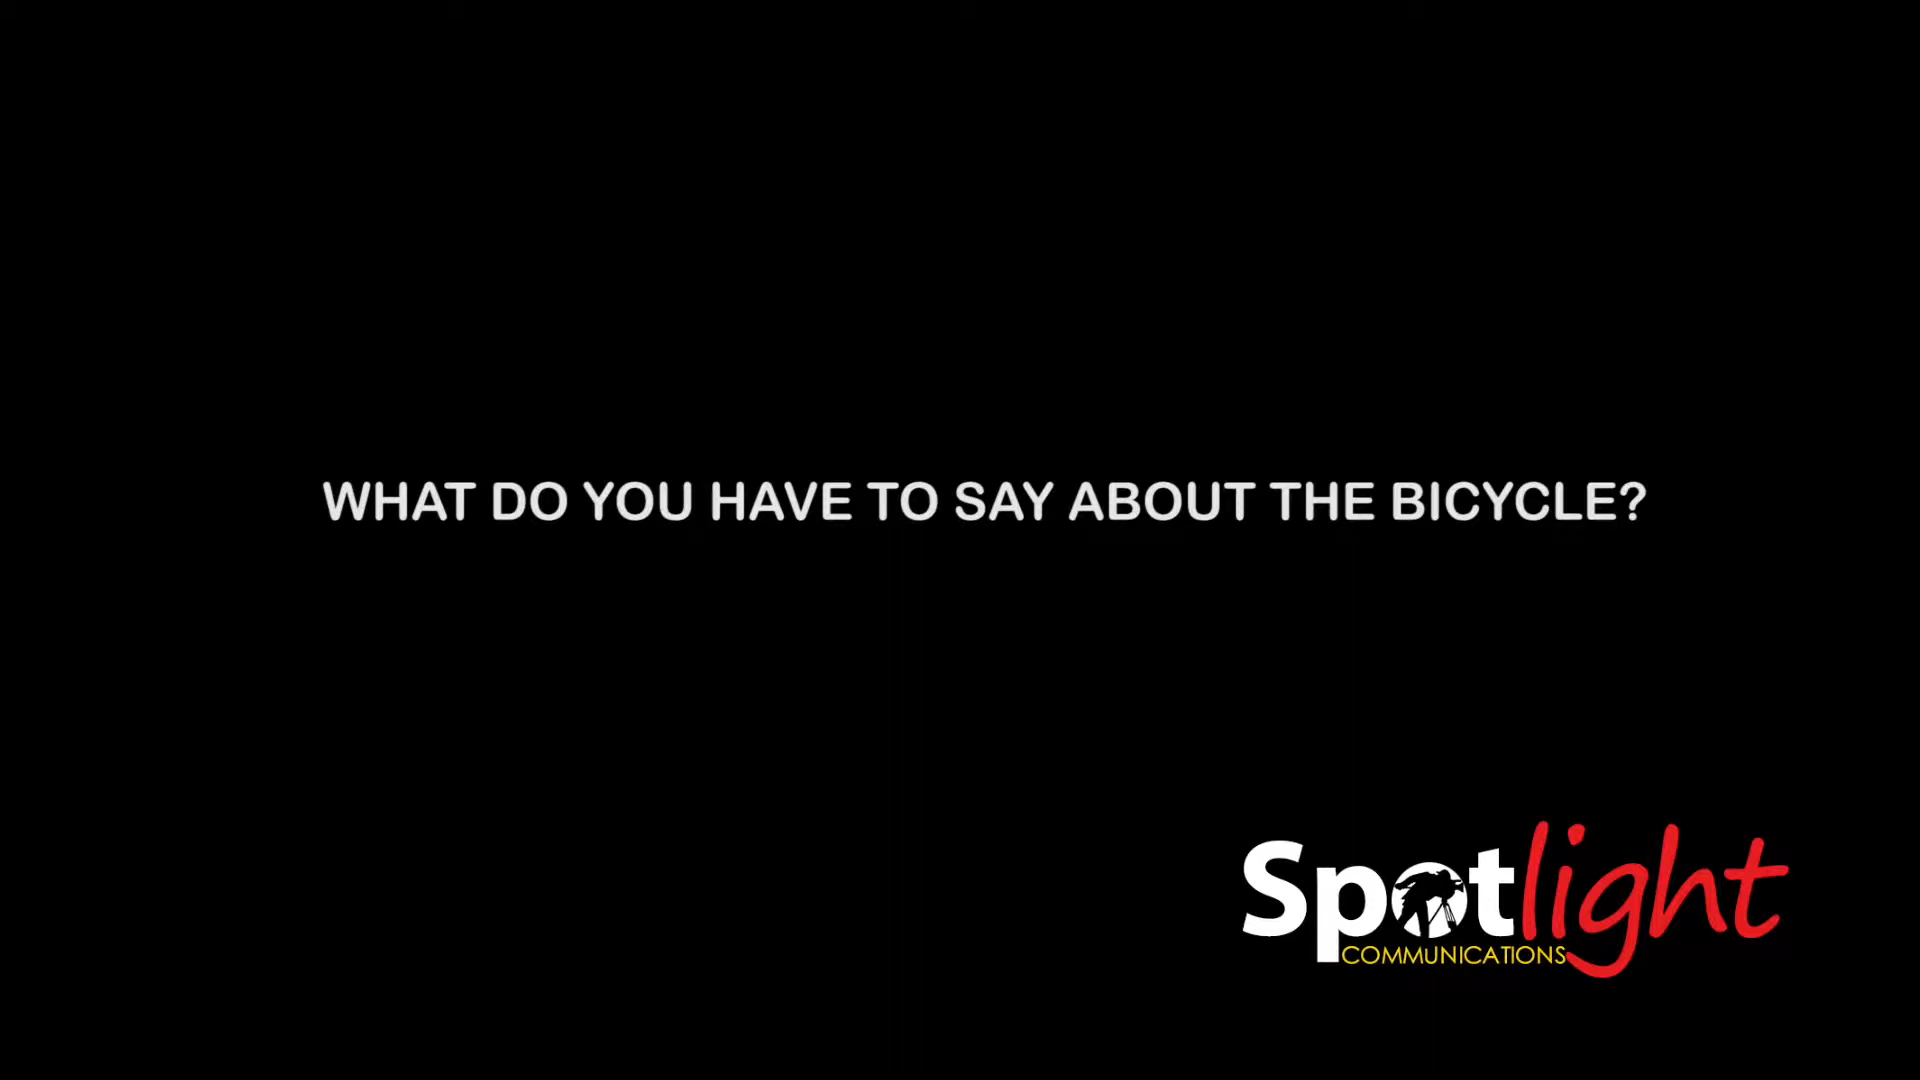 WHAT DO YOU HAVE TO SAY ABOUT THE BICYCLE?
Spotlight
COMMUNICATIONS